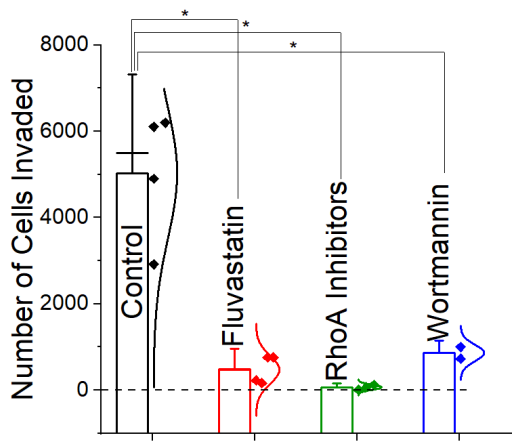 *
*
*
8000
6000
4000
2000
0
Number of Cells Invaded
Control
Fluvastatin
RhoA Inhibitors
Wortmannin